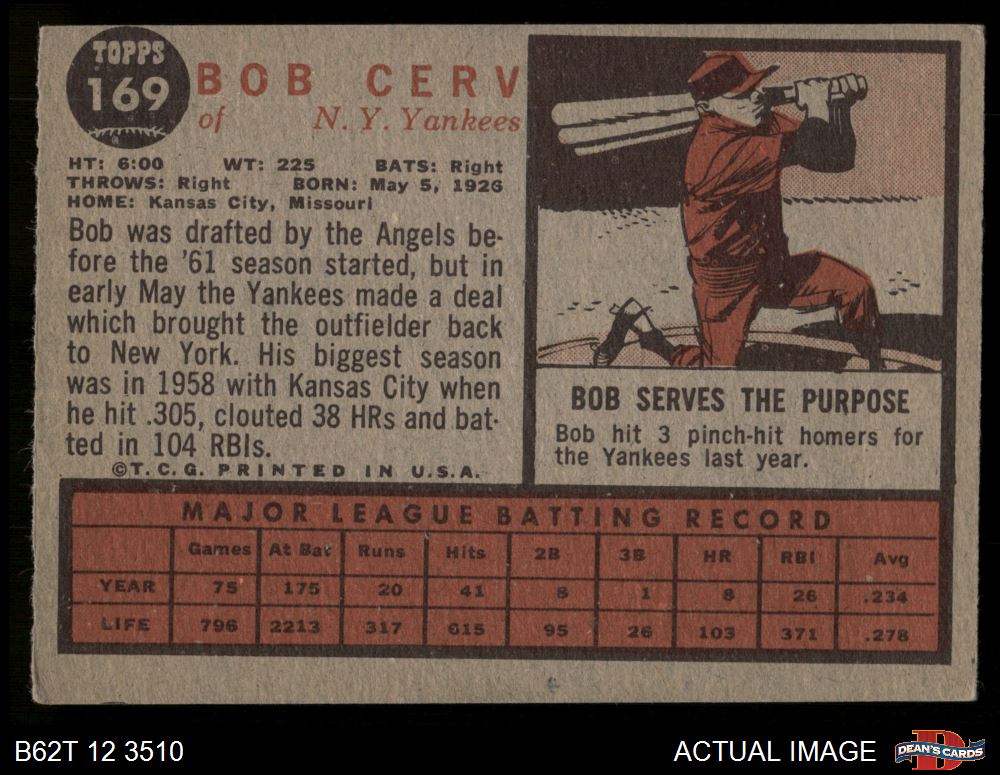 TOPPS
169
BOB CERV
of N. Y. Yankees
HT: 6:00 WT: 225 BATS: Right
THROWS: Right BORN: May 5, 1926
HOME: Kansas City, Missouri
Bob was drafted by the Angels be-
fore the '61 season started, but in
early May the Yankees made a deal
which brought the outfielder back
to New York. His biggest season
was in 1958 with Kansas City when
he hit .305, clouted 38 HRs and bat-
ted in 104 RBIs.
©T.C.G. PRINTED IN U.S.A.
BOB SERVES THE PURPOSE
Bob hit 3 pinch-hit homers for
the Yankees last year.
MAJOR LEAGUE BATTING RECORD
Games At Bat Runs Hits 2B 3B HR RBI Avg
YEAR 75 175 20 41 8 1 8 26 .234
LIFE 796 2213 317 615 95 26 103 371 .278
B62T 12 3510
ACTUAL IMAGE
D
DEAN'S CARDS